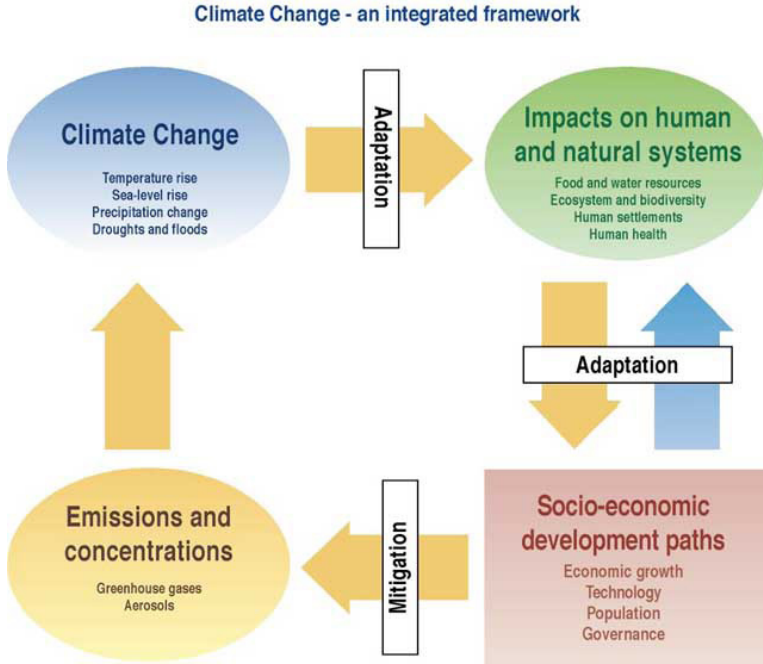 Climate Change - an integrated framework
Climate Change
Temperature rise
Sea-level rise
Precipitation change
Droughts and floods
Adaptation
Impacts on human
and natural systems
Food and water resources
Ecosystem and biodiversity
Human settlements
Human health
Adaptation
Emissions and
concentrations
Greenhouse gases
Aerosols
Mitigation
Socio-economic
development paths
Economic growth
Technology
Population
Governance